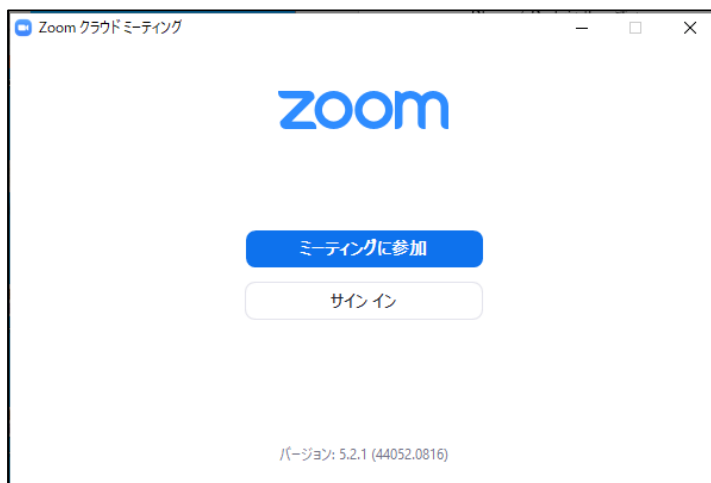 Zoom クラウド ミーティング
zoom
ミーティングに参加
サイン イン
バージョン: 5.2.1 (44052.0816)